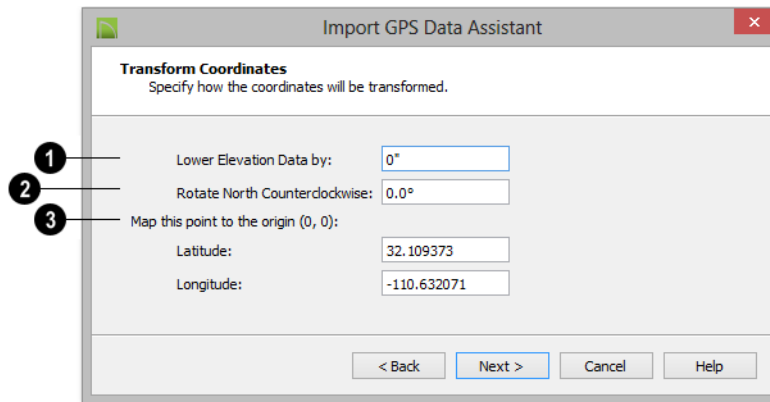 Import GPS Data Assistant
Transform Coordinates
Specify how the coordinates will be transformed.
1 Lower Elevation Data by: 0"
2 Rotate North Counterclockwise: 0.0°
3 Map this point to the origin (0, 0):
Latitude: 32.109373
Longitude: -110.632071
< Back Next > Cancel Help